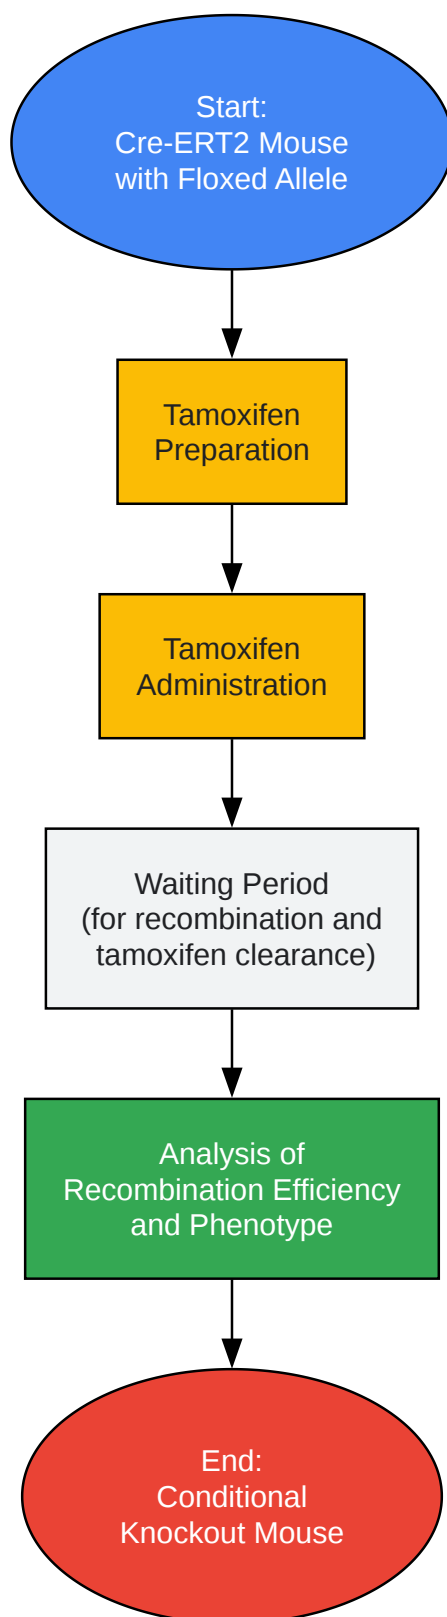 Start:
Cre-ERT2 Mouse
with Floxed Allele
Tamoxifen
Preparation
Tamoxifen
Administration
Waiting Period
(for recombination and
tamoxifen clearance)
Analysis of
Recombination Efficiency
and Phenotype
End:
Conditional
Knockout Mouse